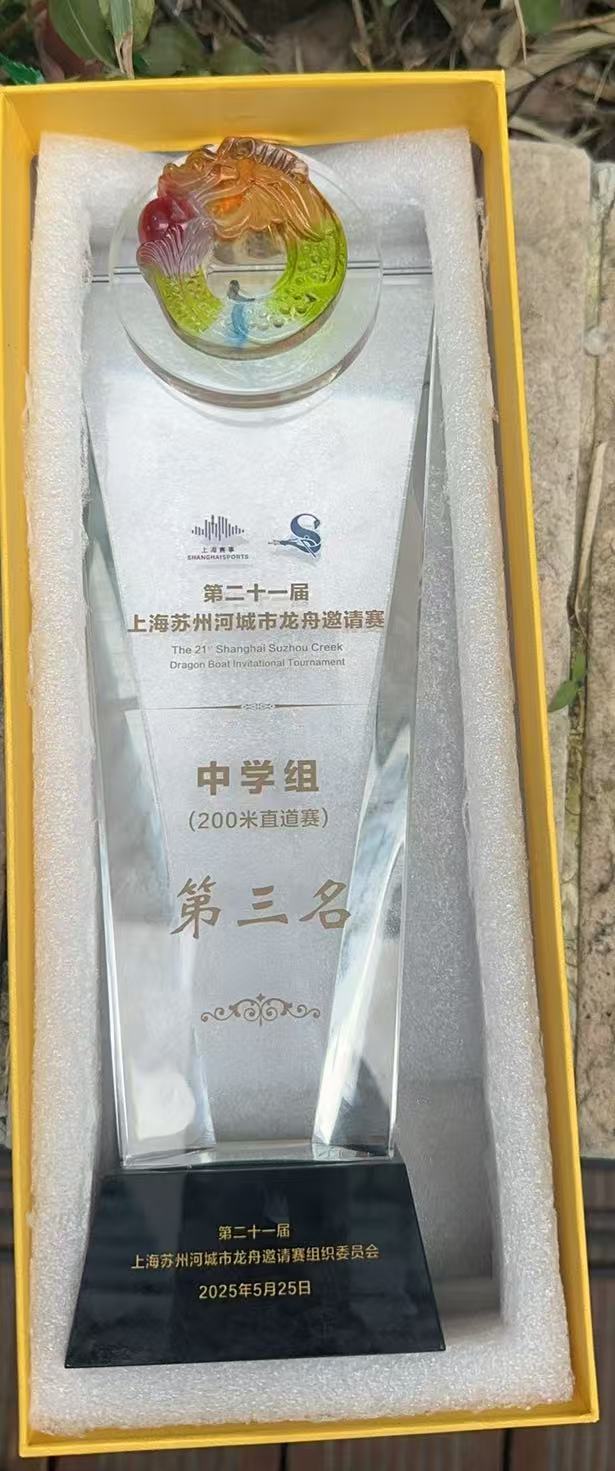 上海赛事
SHANGHAISPORTS
第二十一届
上海苏州河城市龙舟邀请赛
The 21st Shanghai Suzhou Creek
Dragon Boat Invitational Tournament
中学组
(200米直道赛)
第三名
第二十一届
上海苏州河城市龙舟邀请赛组织委员会
2025年5月25日